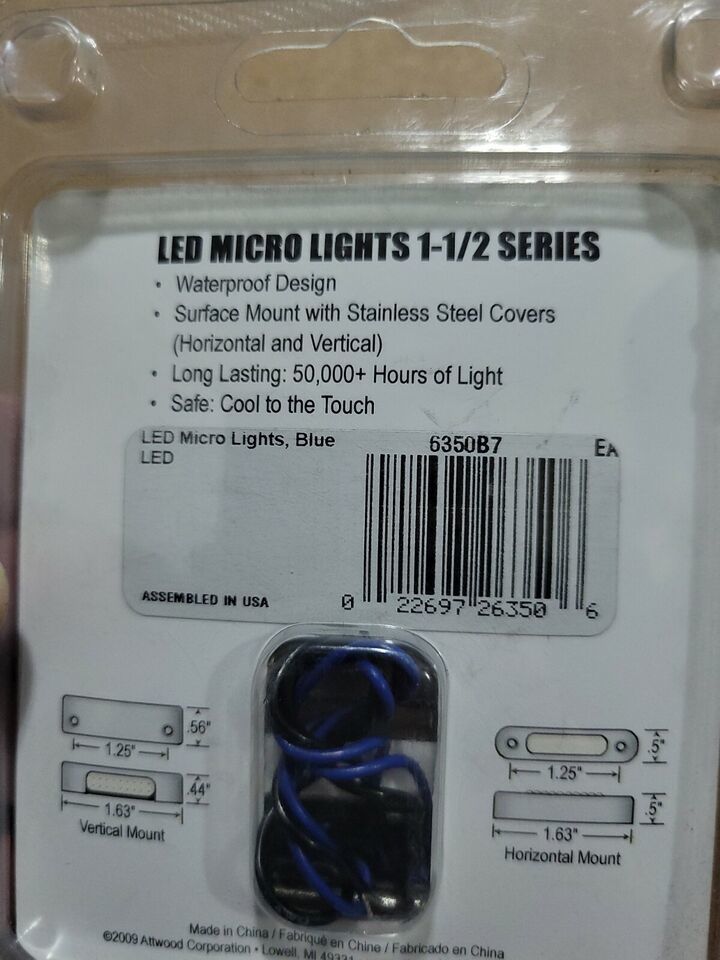 LED MICRO LIGHTS 1-1/2 SERIES
• Waterproof Design
• Surface Mount with Stainless Steel Covers
(Horizontal and Vertical)
• Long Lasting: 50,000+ Hours of Light
• Safe: Cool to the Touch
LED Micro Lights, Blue
LED
6350B7
EA
ASSEMBLED IN USA
0 22697 26350 6
.56"
1.25"
.44"
1.63"
Vertical Mount
.5"
1.25"
.5"
1.63"
Horizontal Mount
Made in China / Fabriqué en Chine / Fabricado en China
©2009 Attwood Corporation • Lowell, MI 49331